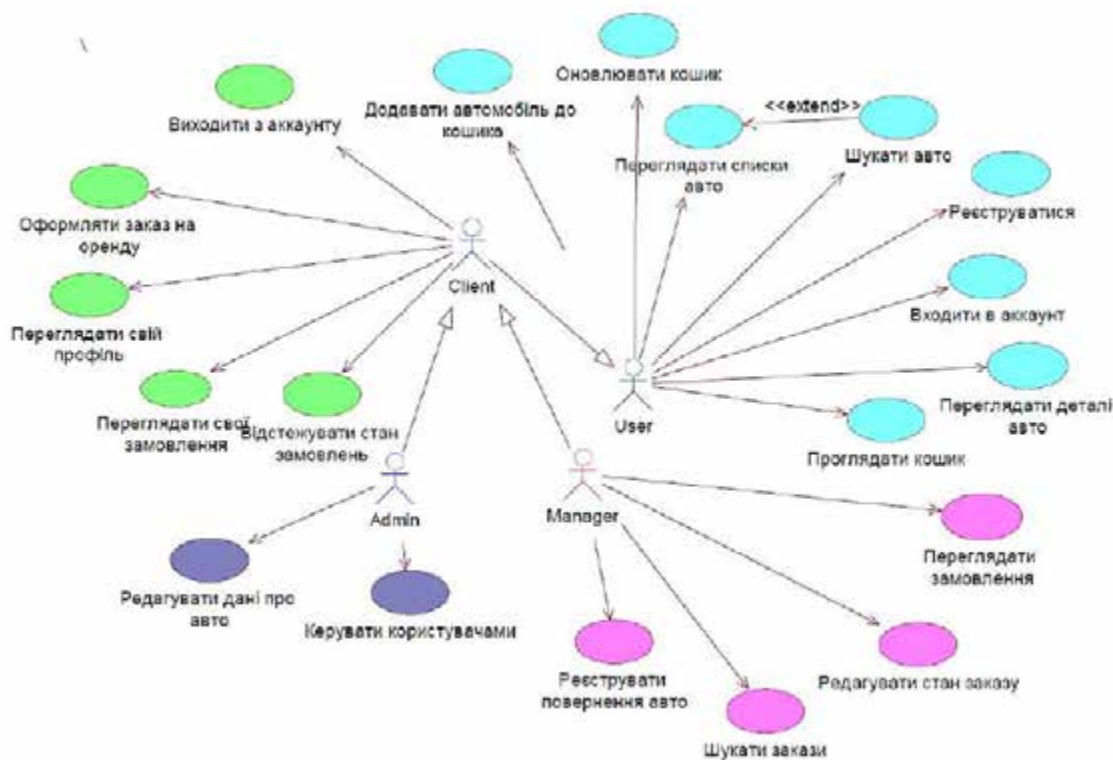 Оновлювати кошик
<<extend>>
Додавати автомобіль до
кошика
Виходити з аккаунту
Переглядати списки
авто
Шукати авто
Реєструватися
Оформляти заказ на
оренду
Client
Входити в аккаунт
Переглядати свій
профіль
User
Переглядати деталі
авто
Переглядати свої
замовлення
Відстежувати стан
замовлень
Проглядати кошик
Admin
Manager
Переглядати
замовлення
Редагувати дані про
авто
Керувати користувачами
Реєструвати
повернення авто
Редагувати стан заказу
Шукати закази